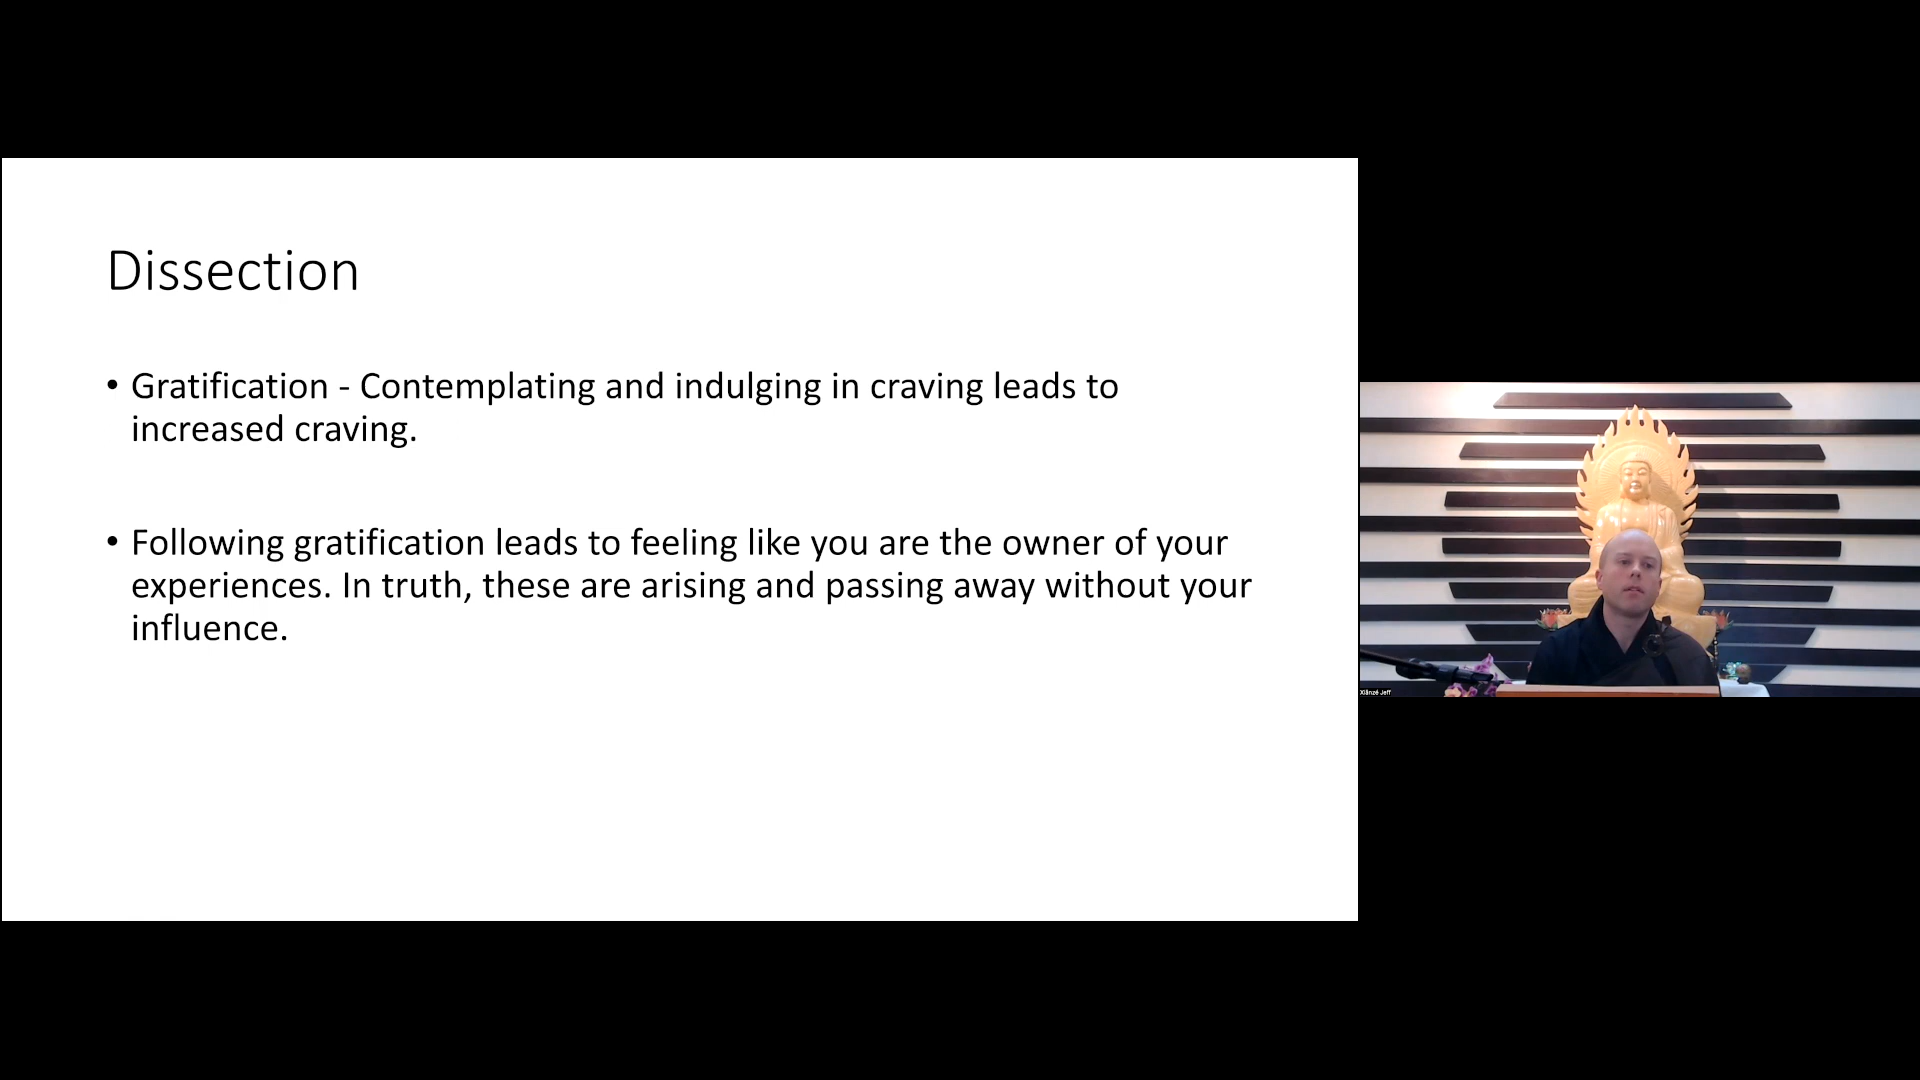 Dissection
• Gratification - Contemplating and indulging in craving leads to
increased craving.
• Following gratification leads to feeling like you are the owner of your
experiences. In truth, these are arising and passing away without your
influence.
Xiānzé Jeff